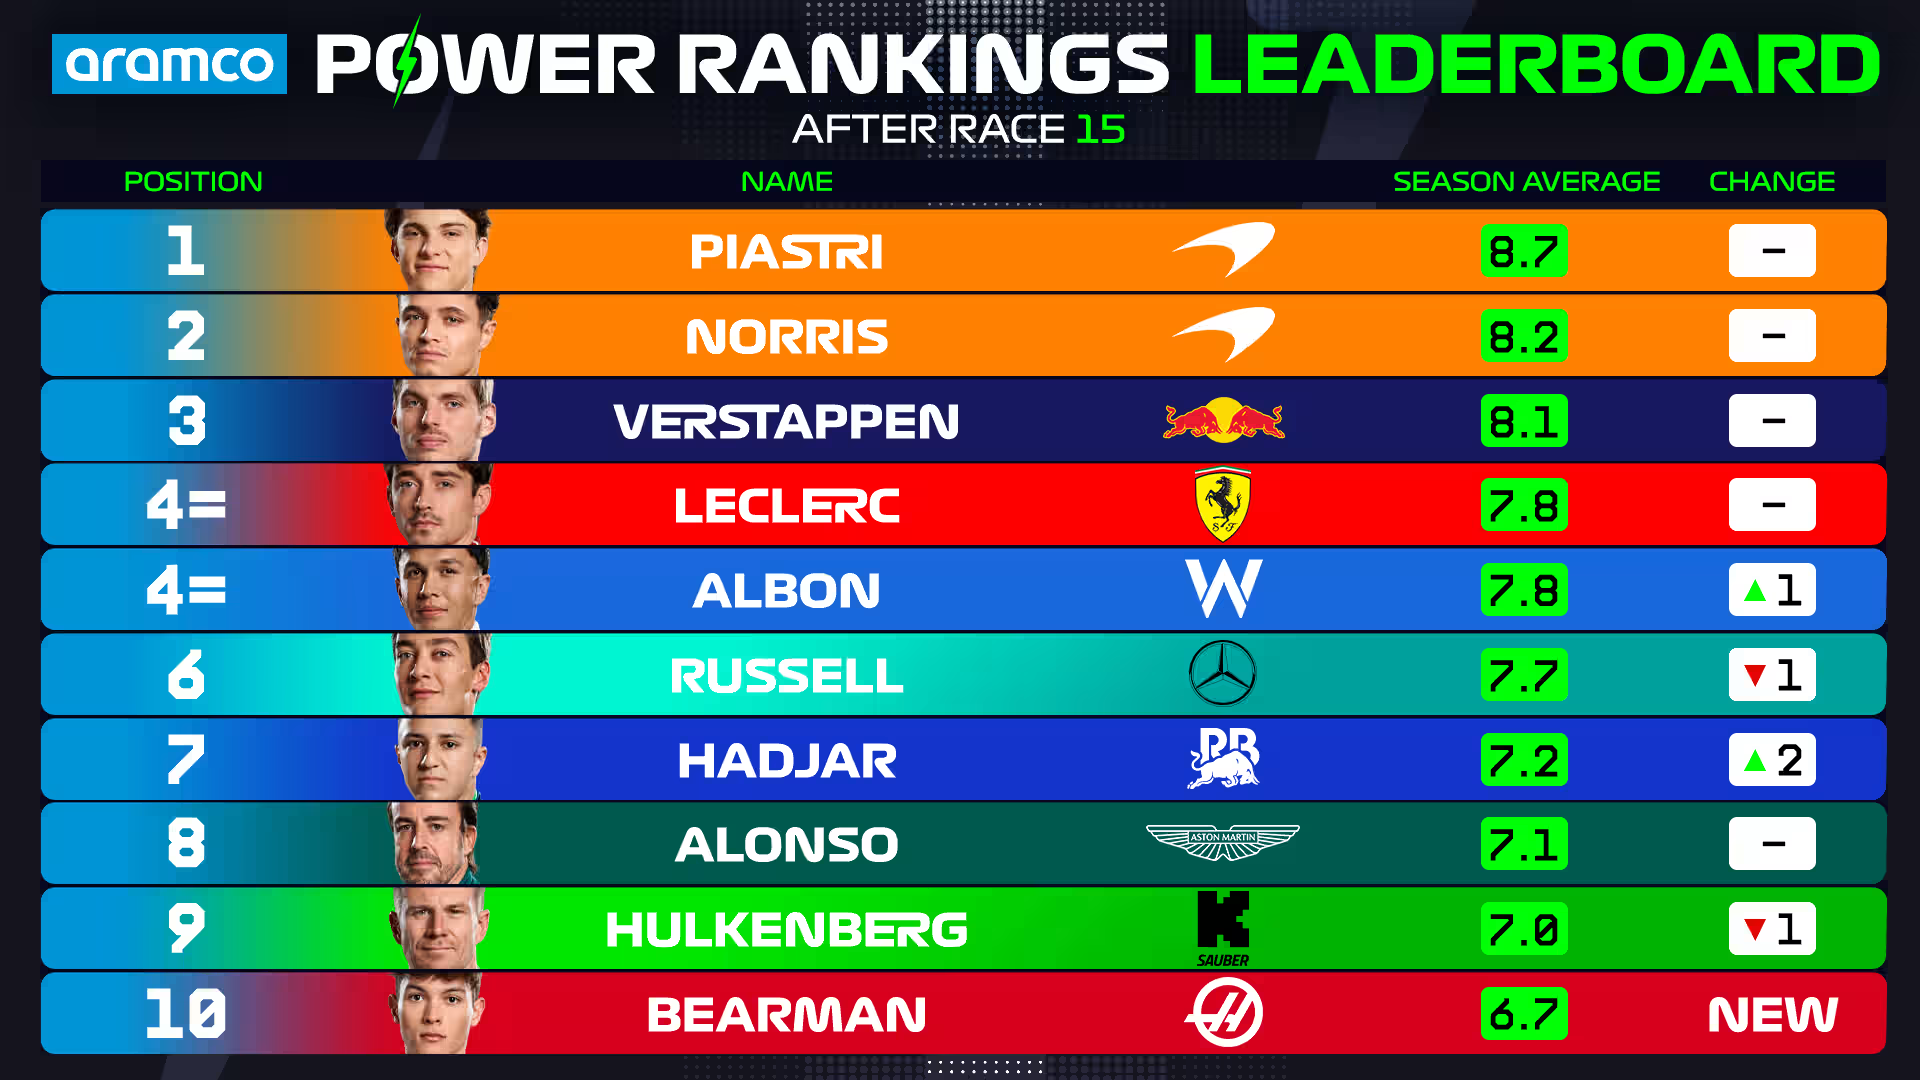 aramco POWER RANKINGS LEADERBOARD
AFTER RACE 15
POSITION NAME SEASON AVERAGE CHANGE
1 PIASTRI 8.7 –
2 NORRIS 8.2 –
3 VERSTAPPEN 8.1 –
4= LECLERC S F 7.8 –
4= ALBON W 7.8 ▲ 1
6 RUSSELL 7.7 ▼ 1
7 HADJAR RB 7.2 ▲ 2
8 ALONSO ASTON MARTIN 7.1 –
9 HULKENBERG K SAUBER 7.0 ▼ 1
10 BEARMAN H 6.7 NEW